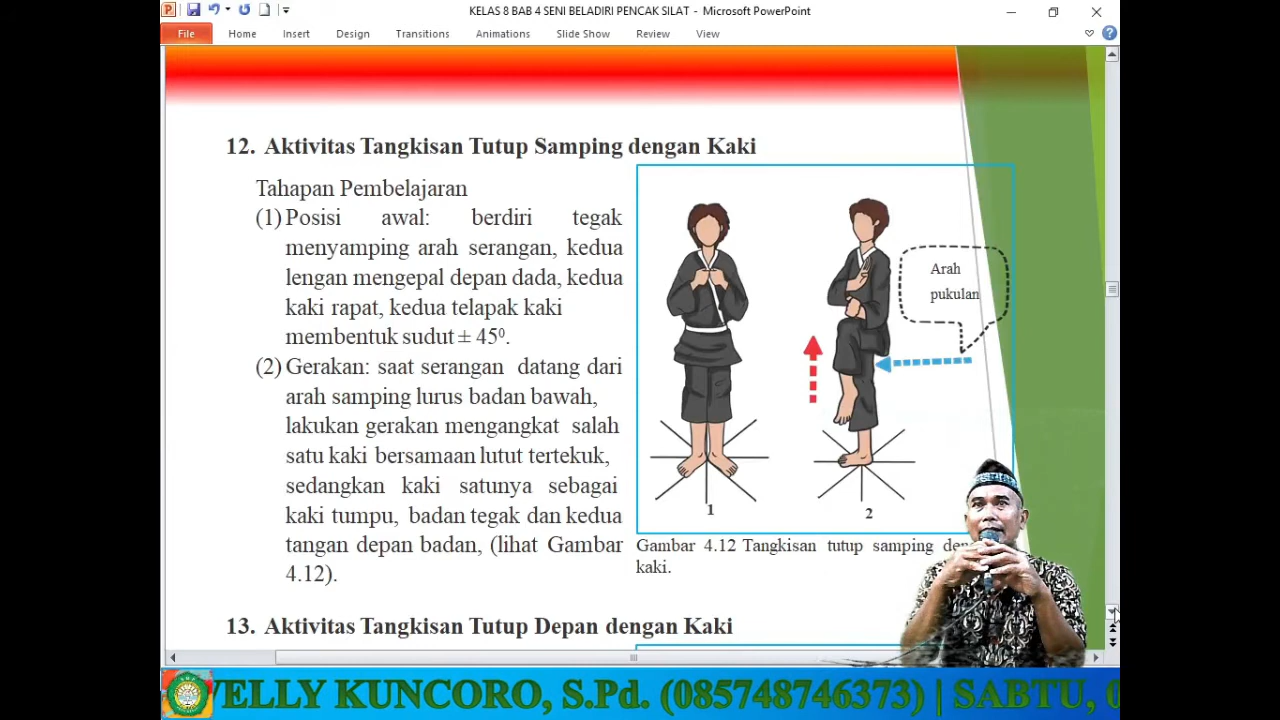 KELAS 8 BAB 4 SENI BELADIRI PENCAK SILAT - Microsoft PowerPoint
File Home Insert Design Transitions Animations Slide Show Review View
12. Aktivitas Tangkisan Tutup Samping dengan Kaki
Tahapan Pembelajaran
(1) Posisi awal: berdiri tegak
menyamping arah serangan, kedua
lengan mengepal depan dada, kedua
kaki rapat, kedua telapak kaki
membentuk sudut ± 45⁰.
(2) Gerakan: saat serangan datang dari
arah samping lurus badan bawah,
lakukan gerakan mengangkat salah
satu kaki bersamaan lutut tertekuk,
sedangkan kaki satunya sebagai
kaki tumpu, badan tegak dan kedua
tangan depan badan, (lihat Gambar
4.12).
Arah
pukulan
1 2
Gambar 4.12 Tangkisan tutup samping
kaki.
13. Aktivitas Tangkisan Tutup Depan dengan Kaki
KUNCORO, S.Pd. (085748746373) | SABTU,